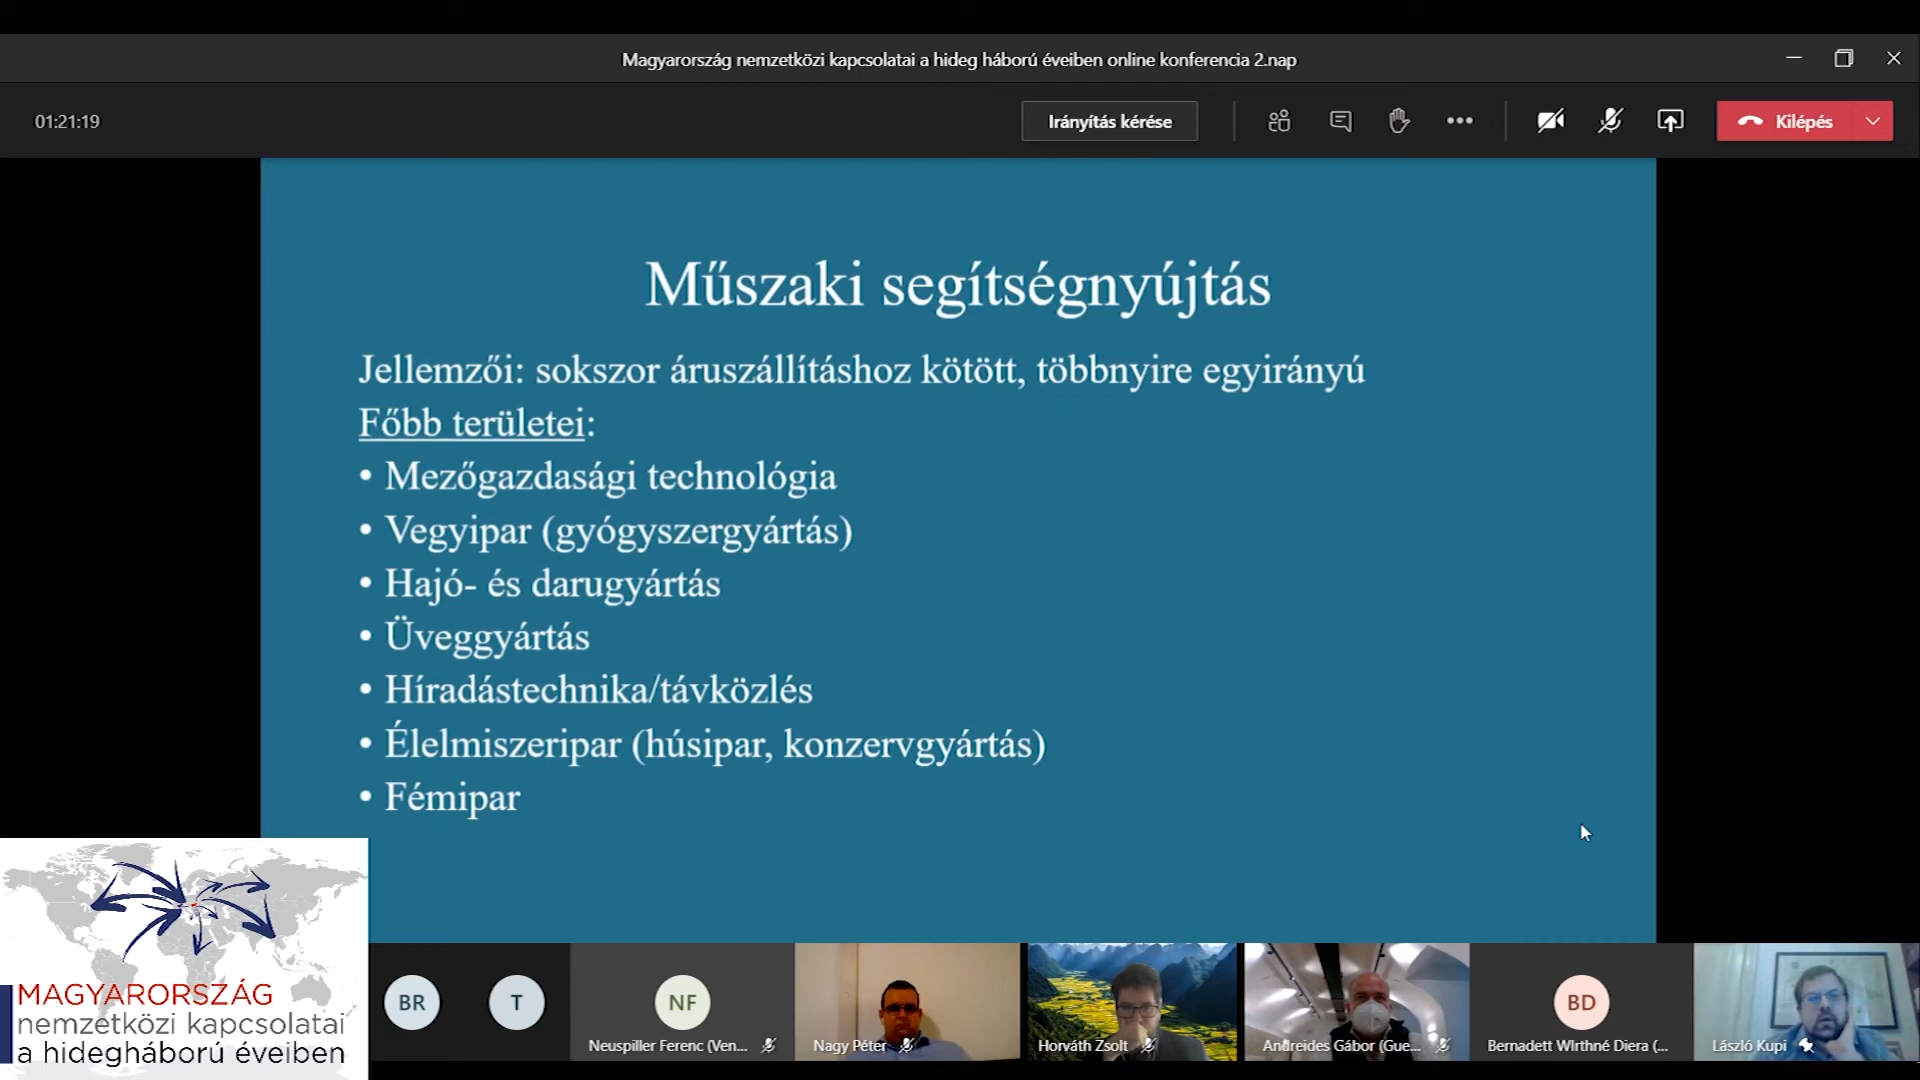 Magyarország nemzetközi kapcsolatai a hideg háború éveiben online konferencia 2.nap
01:21:19
Irányítás kérése
Kilépés
Műszaki segítségnyújtás
Jellemzői: sokszor áruszállításhoz kötött, többnyire egyirányú
Főbb területei:
• Mezőgazdasági technológia
• Vegyipar (gyógyszergyártás)
• Hajó- és darugyártás
• Üveggyártás
• Híradástechnika/távközlés
• Élelmiszeripar (húsipar, konzervgyártás)
• Fémipar
MAGYARORSZÁG
nemzetközi kapcsolatai
a hidegháború éveiben
BR
T
NF
Neuspiller Ferenc (Ven...
Nagy Péter
Horváth Zsolt
Andreides Gábor (Gue...
BD
Bernadett WIrthné Diera (...
László Kupi